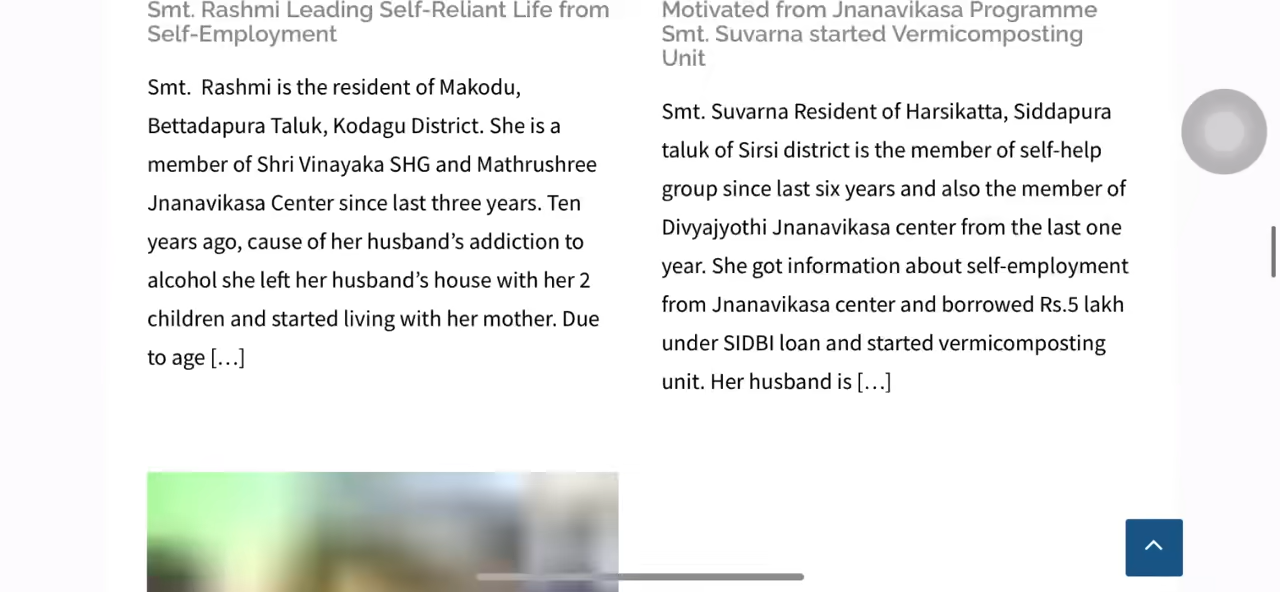 Smt. Rashmi Leading Self-Reliant Life from
Self-Employment
Smt.  Rashmi is the resident of Makodu,
Bettadapura Taluk, Kodagu District. She is a
member of Shri Vinayaka SHG and Mathrushree
Jnanavikasa Center since last three years. Ten
years ago, cause of her husband’s addiction to
alcohol she left her husband’s house with her 2
children and started living with her mother. Due
to age […]
Motivated from Jnanavikasa Programme
Smt. Suvarna started Vermicomposting
Unit
Smt. Suvarna Resident of Harsikatta, Siddapura
taluk of Sirsi district is the member of self-help
group since last six years and also the member of
Divyajyothi Jnanavikasa center from the last one
year. She got information about self-employment
from Jnanavikasa center and borrowed Rs.5 lakh
under SIDBI loan and started vermicomposting
unit. Her husband is […]